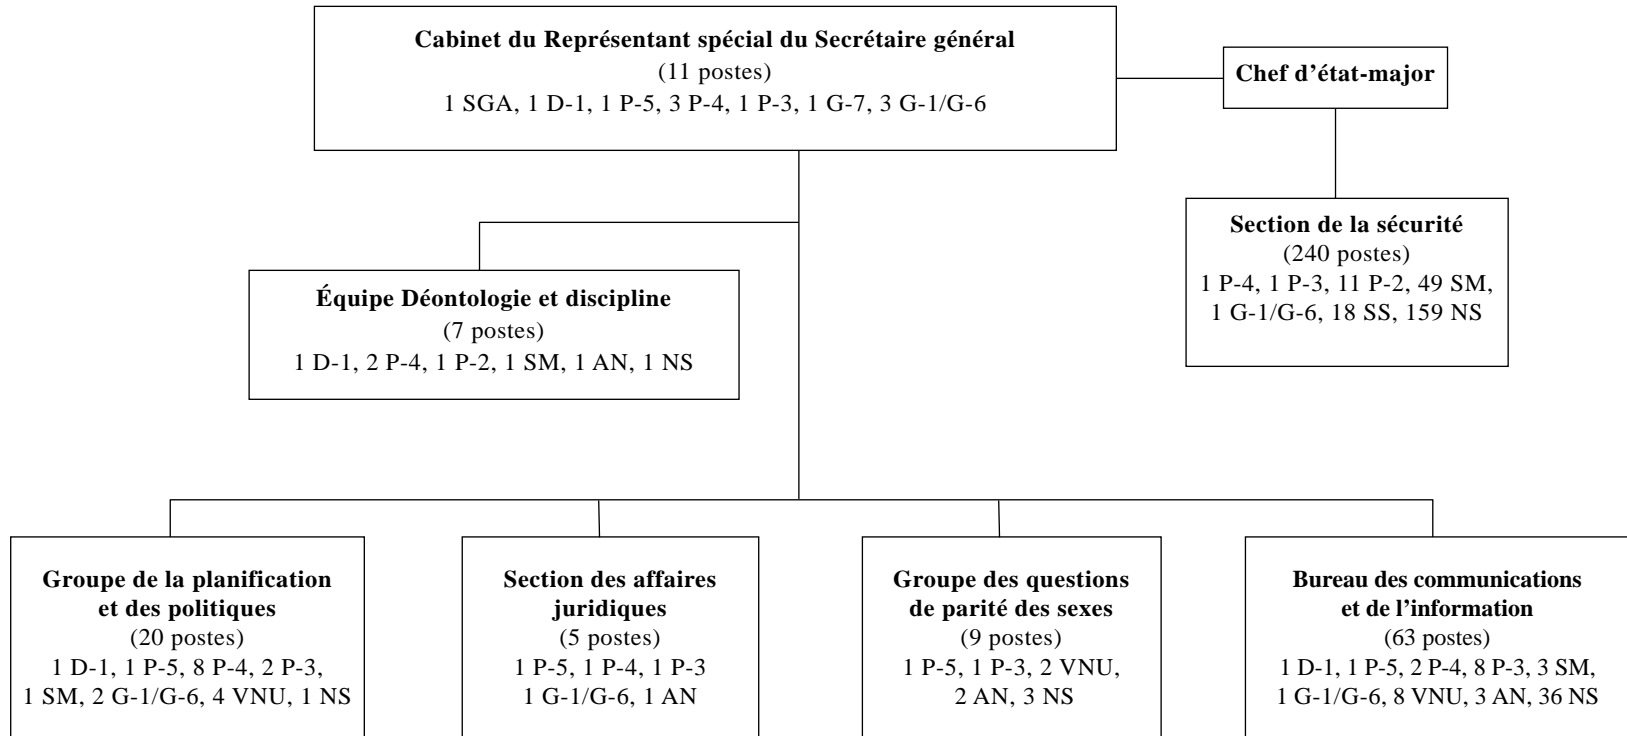 Cabinet du Représentant spécial du Secrétaire général
(11 postes)
1 SGA, 1 D-1, 1 P-5, 3 P-4, 1 P-3, 1 G-7, 3 G-1/G-6
Chef d’état-major
Section de la sécurité
(240 postes)
1 P-4, 1 P-3, 11 P-2, 49 SM,
1 G-1/G-6, 18 SS, 159 NS
Équipe Déontologie et discipline
(7 postes)
1 D-1, 2 P-4, 1 P-2, 1 SM, 1 AN, 1 NS
Groupe de la planification
et des politiques
(20 postes)
1 D-1, 1 P-5, 8 P-4, 2 P-3,
1 SM, 2 G-1/G-6, 4 VNU, 1 NS
Section des affaires
juridiques
(5 postes)
1 P-5, 1 P-4, 1 P-3
1 G-1/G-6, 1 AN
Groupe des questions
de parité des sexes
(9 postes)
1 P-5, 1 P-3, 2 VNU,
2 AN, 3 NS
Bureau des communications
et de l’information
(63 postes)
1 D-1, 1 P-5, 2 P-4, 8 P-3, 3 SM,
1 G-1/G-6, 8 VNU, 3 AN, 36 NS